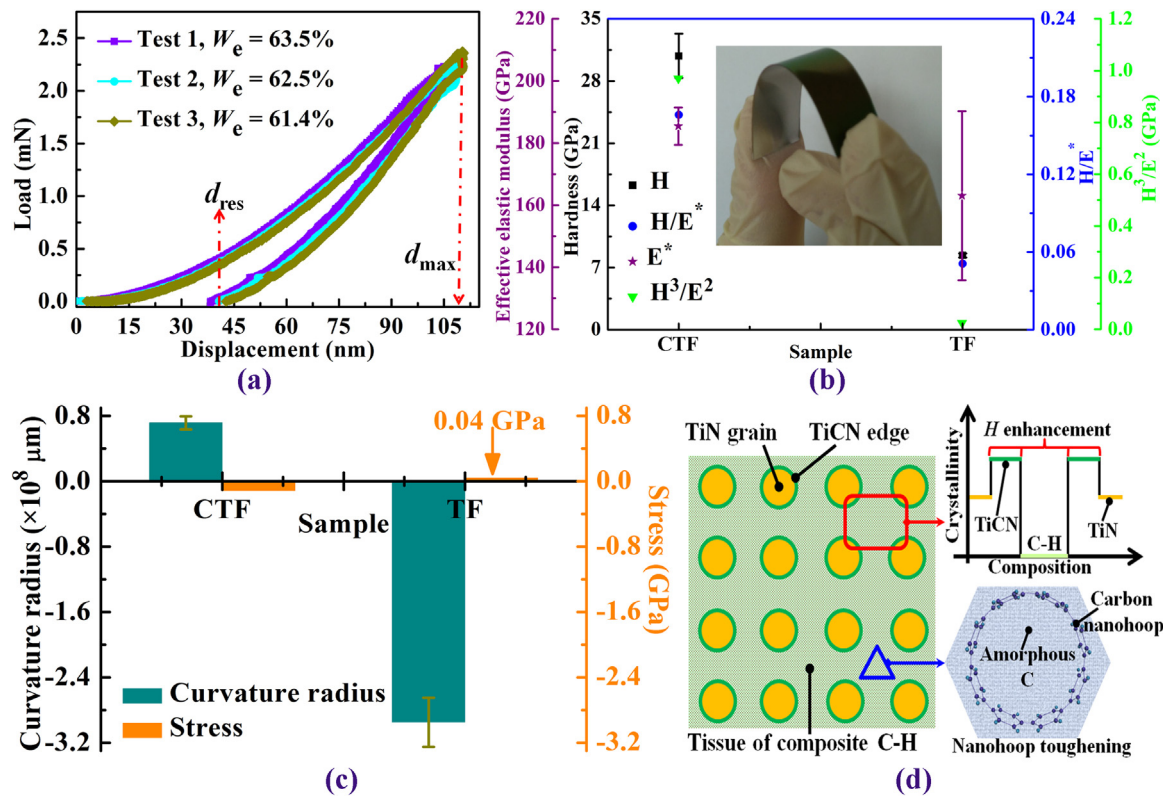 Test 1, We = 63.5%
Test 2, We = 62.5%
Test 3, We = 61.4%
dres
dmax
Load (mN)
2.5
2.0
1.5
1.0
0.5
0.0
0 15 30 45 60 75 90 105
Displacement (nm)
(a)
Effective elastic modulus (GPa)
220
200
180
160
140
120
Hardness (GPa)
35
28
21
14
7
0
H
H/E*
E*
H³/E²
CTF Sample TF
H/E*
0.24
0.18
0.12
0.06
0.00
H³/E² (GPa)
1.2
1.0
0.8
0.6
0.4
0.2
0.0
(b)
Curvature radius (×10⁸ μm)
0.8
0.0
-0.8
-1.6
-2.4
-3.2
0.04 GPa
CTF Sample TF
Curvature radius
Stress
Stress (GPa)
0.8
0.0
-0.8
-1.6
-2.4
-3.2
(c)
TiN grain TiCN edge
Tissue of composite C-H
Crystallinity
H enhancement
TiCN C-H TiN
Composition
Carbon
nanohoop
Amorphous
C
Nanohoop toughening
(d)